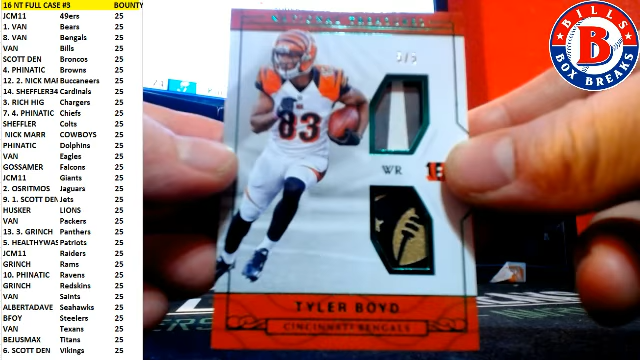 16 NT FULL CASE #3 BOUNTY
JCM11 49ers 25
1. VAN Bears 25
8. VAN Bengals 25
VAN Bills 25
SCOTT DEN Broncos 25
4. PHINATIC Browns 25
12. 2. NICK MAR Buccaneers 25
14. SHEFFLER34 Cardinals 25
3. RICH HIG Chargers 25
7. 4. PHINATIC Chiefs 25
SHEFFLER Colts 25
NICK MARR COWBOYS 25
PHINATIC Dolphins 25
VAN Eagles 25
GOSSAMER Falcons 25
JCM11 Giants 25
2. OSRITMOS Jaguars 25
9. 1. SCOTT DEN Jets 25
HUSKER LIONS 25
VAN Packers 25
13. 3. GRINCH Panthers 25
5. HEALTHYWAS Patriots 25
JCM11 Raiders 25
GRINCH Rams 25
10. PHINATIC Ravens 25
GRINCH Redskins 25
VAN Saints 25
ALBERTADAVE Seahawks 25
BFOY Steelers 25
VAN Texans 25
BEJUSMAX Titans 25
6. SCOTT DEN Vikings 25
NATIONAL TREASURES
83
WR
B
TYLER BOYD
CINCINNATI BENGALS
BILLS
B
BOX BREAKS